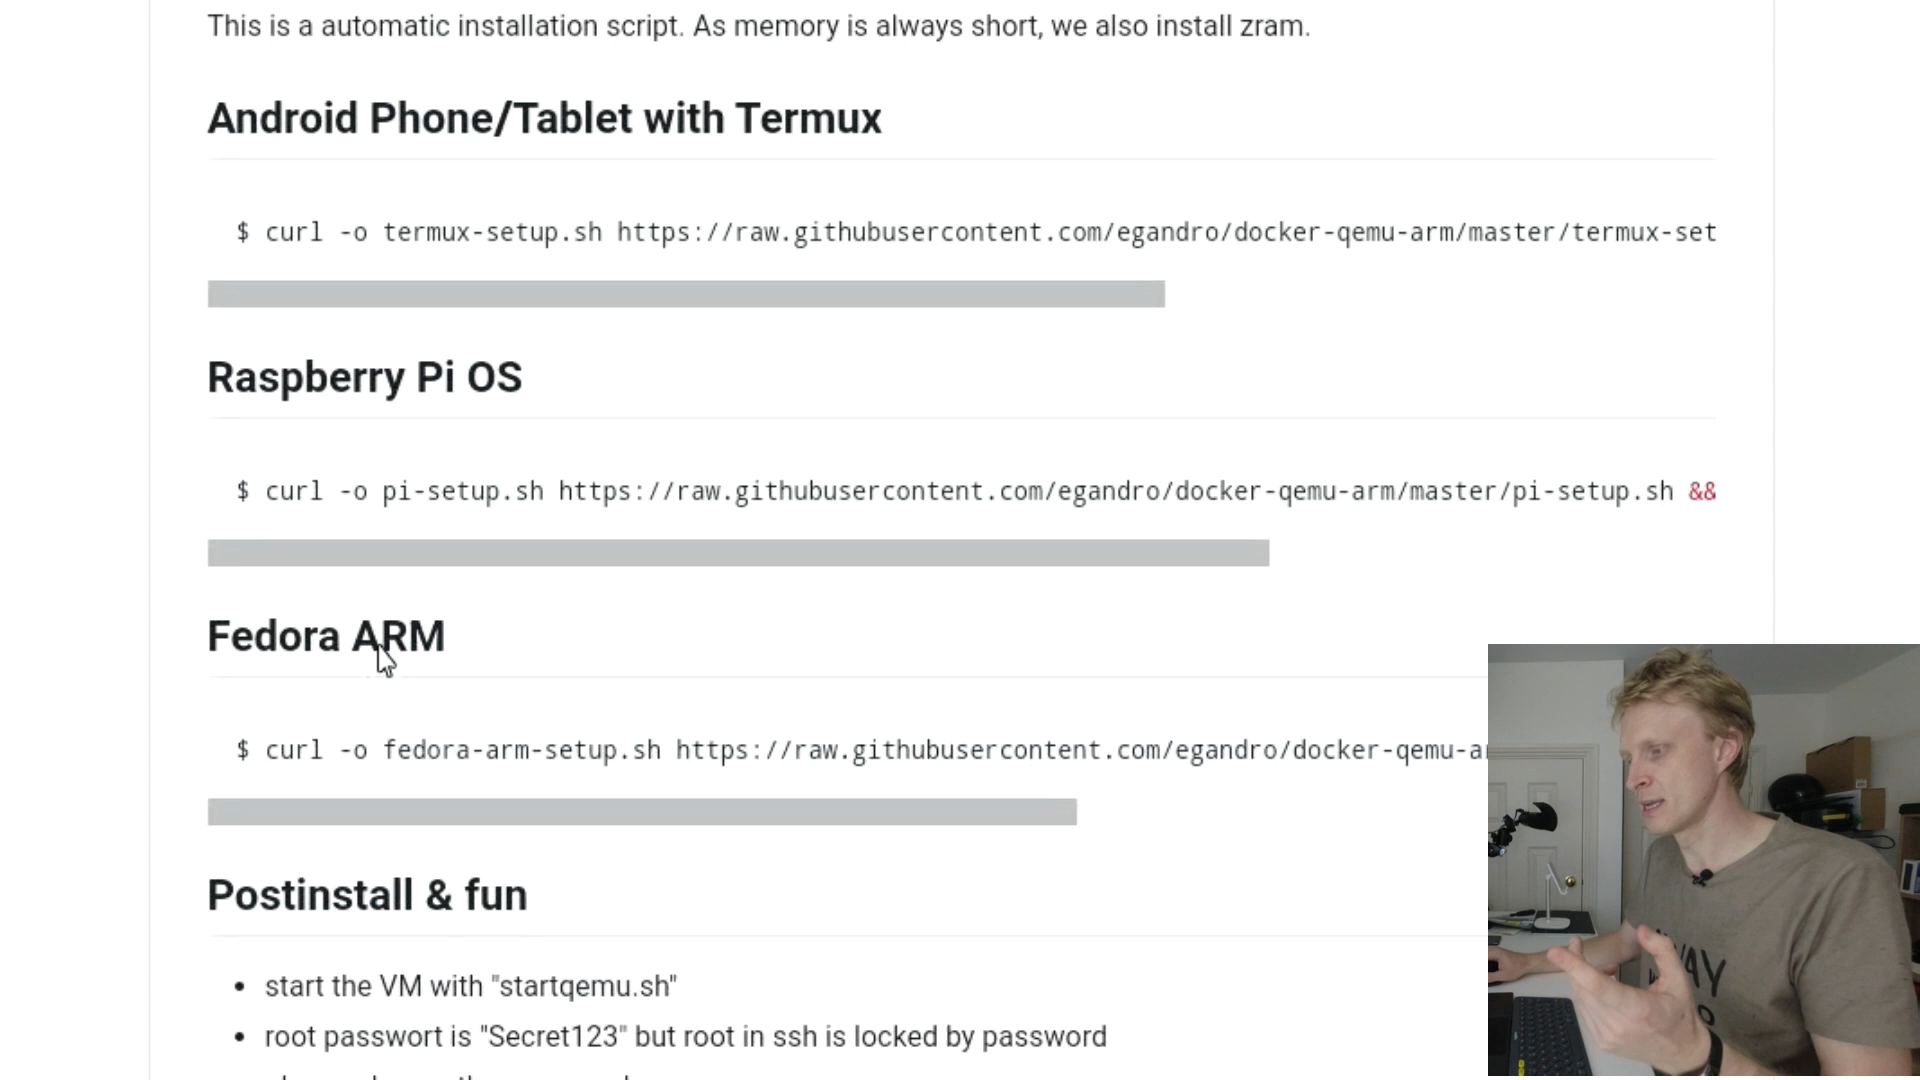 This is a automatic installation script. As memory is always short, we also install zram.
Android Phone/Tablet with Termux
$ curl -o termux-setup.sh https://raw.githubusercontent.com/egandro/docker-qemu-arm/master/termux-set
Raspberry Pi OS
$ curl -o pi-setup.sh https://raw.githubusercontent.com/egandro/docker-qemu-arm/master/pi-setup.sh &&
Fedora ARM
$ curl -o fedora-arm-setup.sh https://raw.githubusercontent.com/egandro/docker-qemu-a
Postinstall & fun
• start the VM with "startqemu.sh"
• root passwort is "Secret123" but root in ssh is locked by password